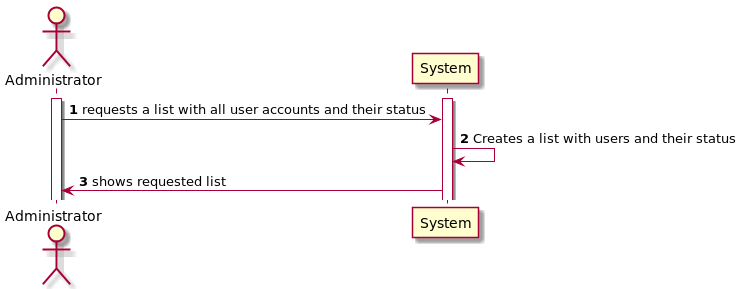 Administrator
System
1 requests a list with all user accounts and their status
2 Creates a list with users and their status
3 shows requested list
Administrator
System